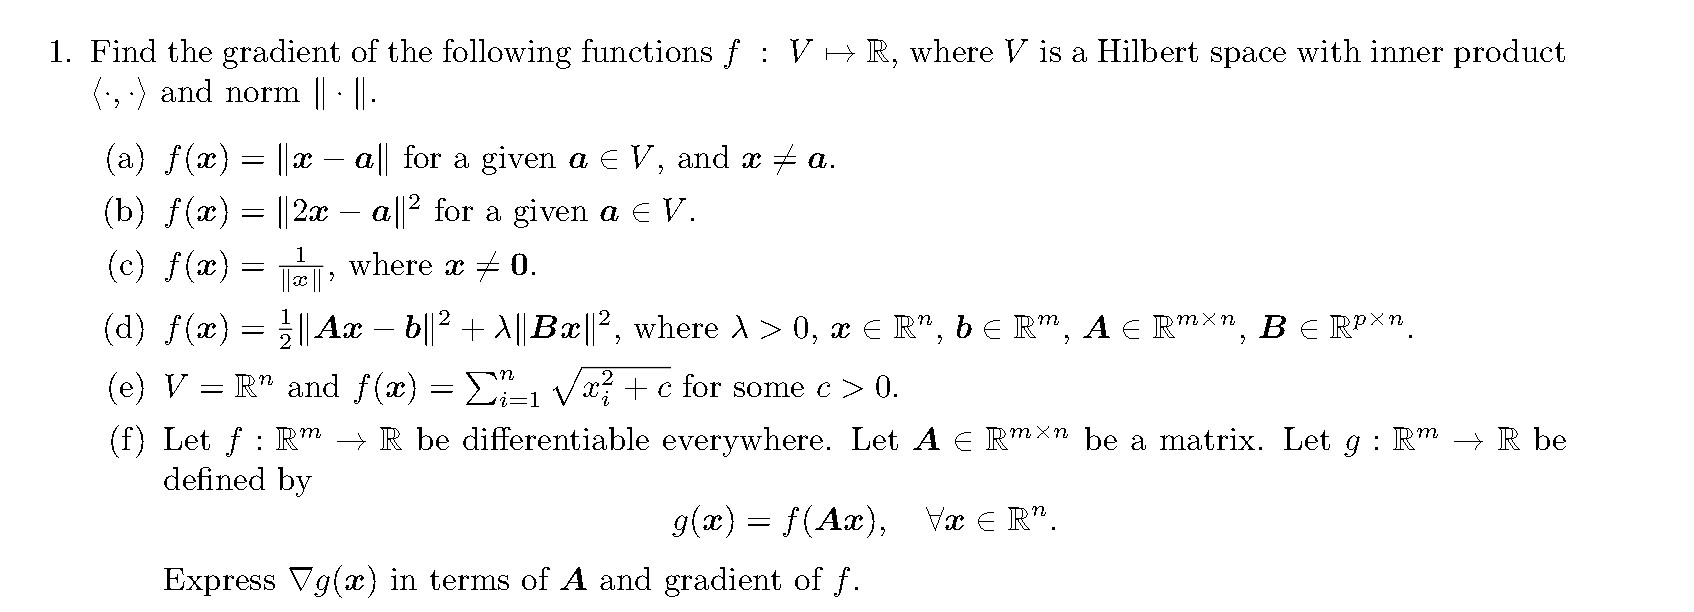 1. Find the gradient of the following functions f : V ↦ ℝ, where V is a Hilbert space with inner product
⟨·, ·⟩ and norm ∥ · ∥.
(a) f(x) = ∥x − a∥ for a given a ∈ V, and x ≠ a.
(b) f(x) = ∥2x − a∥² for a given a ∈ V.
(c) f(x) = 1/∥x∥, where x ≠ 0.
(d) f(x) = ½∥Ax − b∥² + λ∥Bx∥², where λ > 0, x ∈ ℝⁿ, b ∈ ℝᵐ, A ∈ ℝᵐˣⁿ, B ∈ ℝᵖˣⁿ.
(e) V = ℝⁿ and f(x) = ∑ⁿᵢ₌₁ √(xᵢ² + c) for some c > 0.
(f) Let f : ℝᵐ → ℝ be differentiable everywhere. Let A ∈ ℝᵐˣⁿ be a matrix. Let g : ℝᵐ → ℝ be
defined by
g(x) = f(Ax), ∀x ∈ ℝⁿ.
Express ∇g(x) in terms of A and gradient of f.